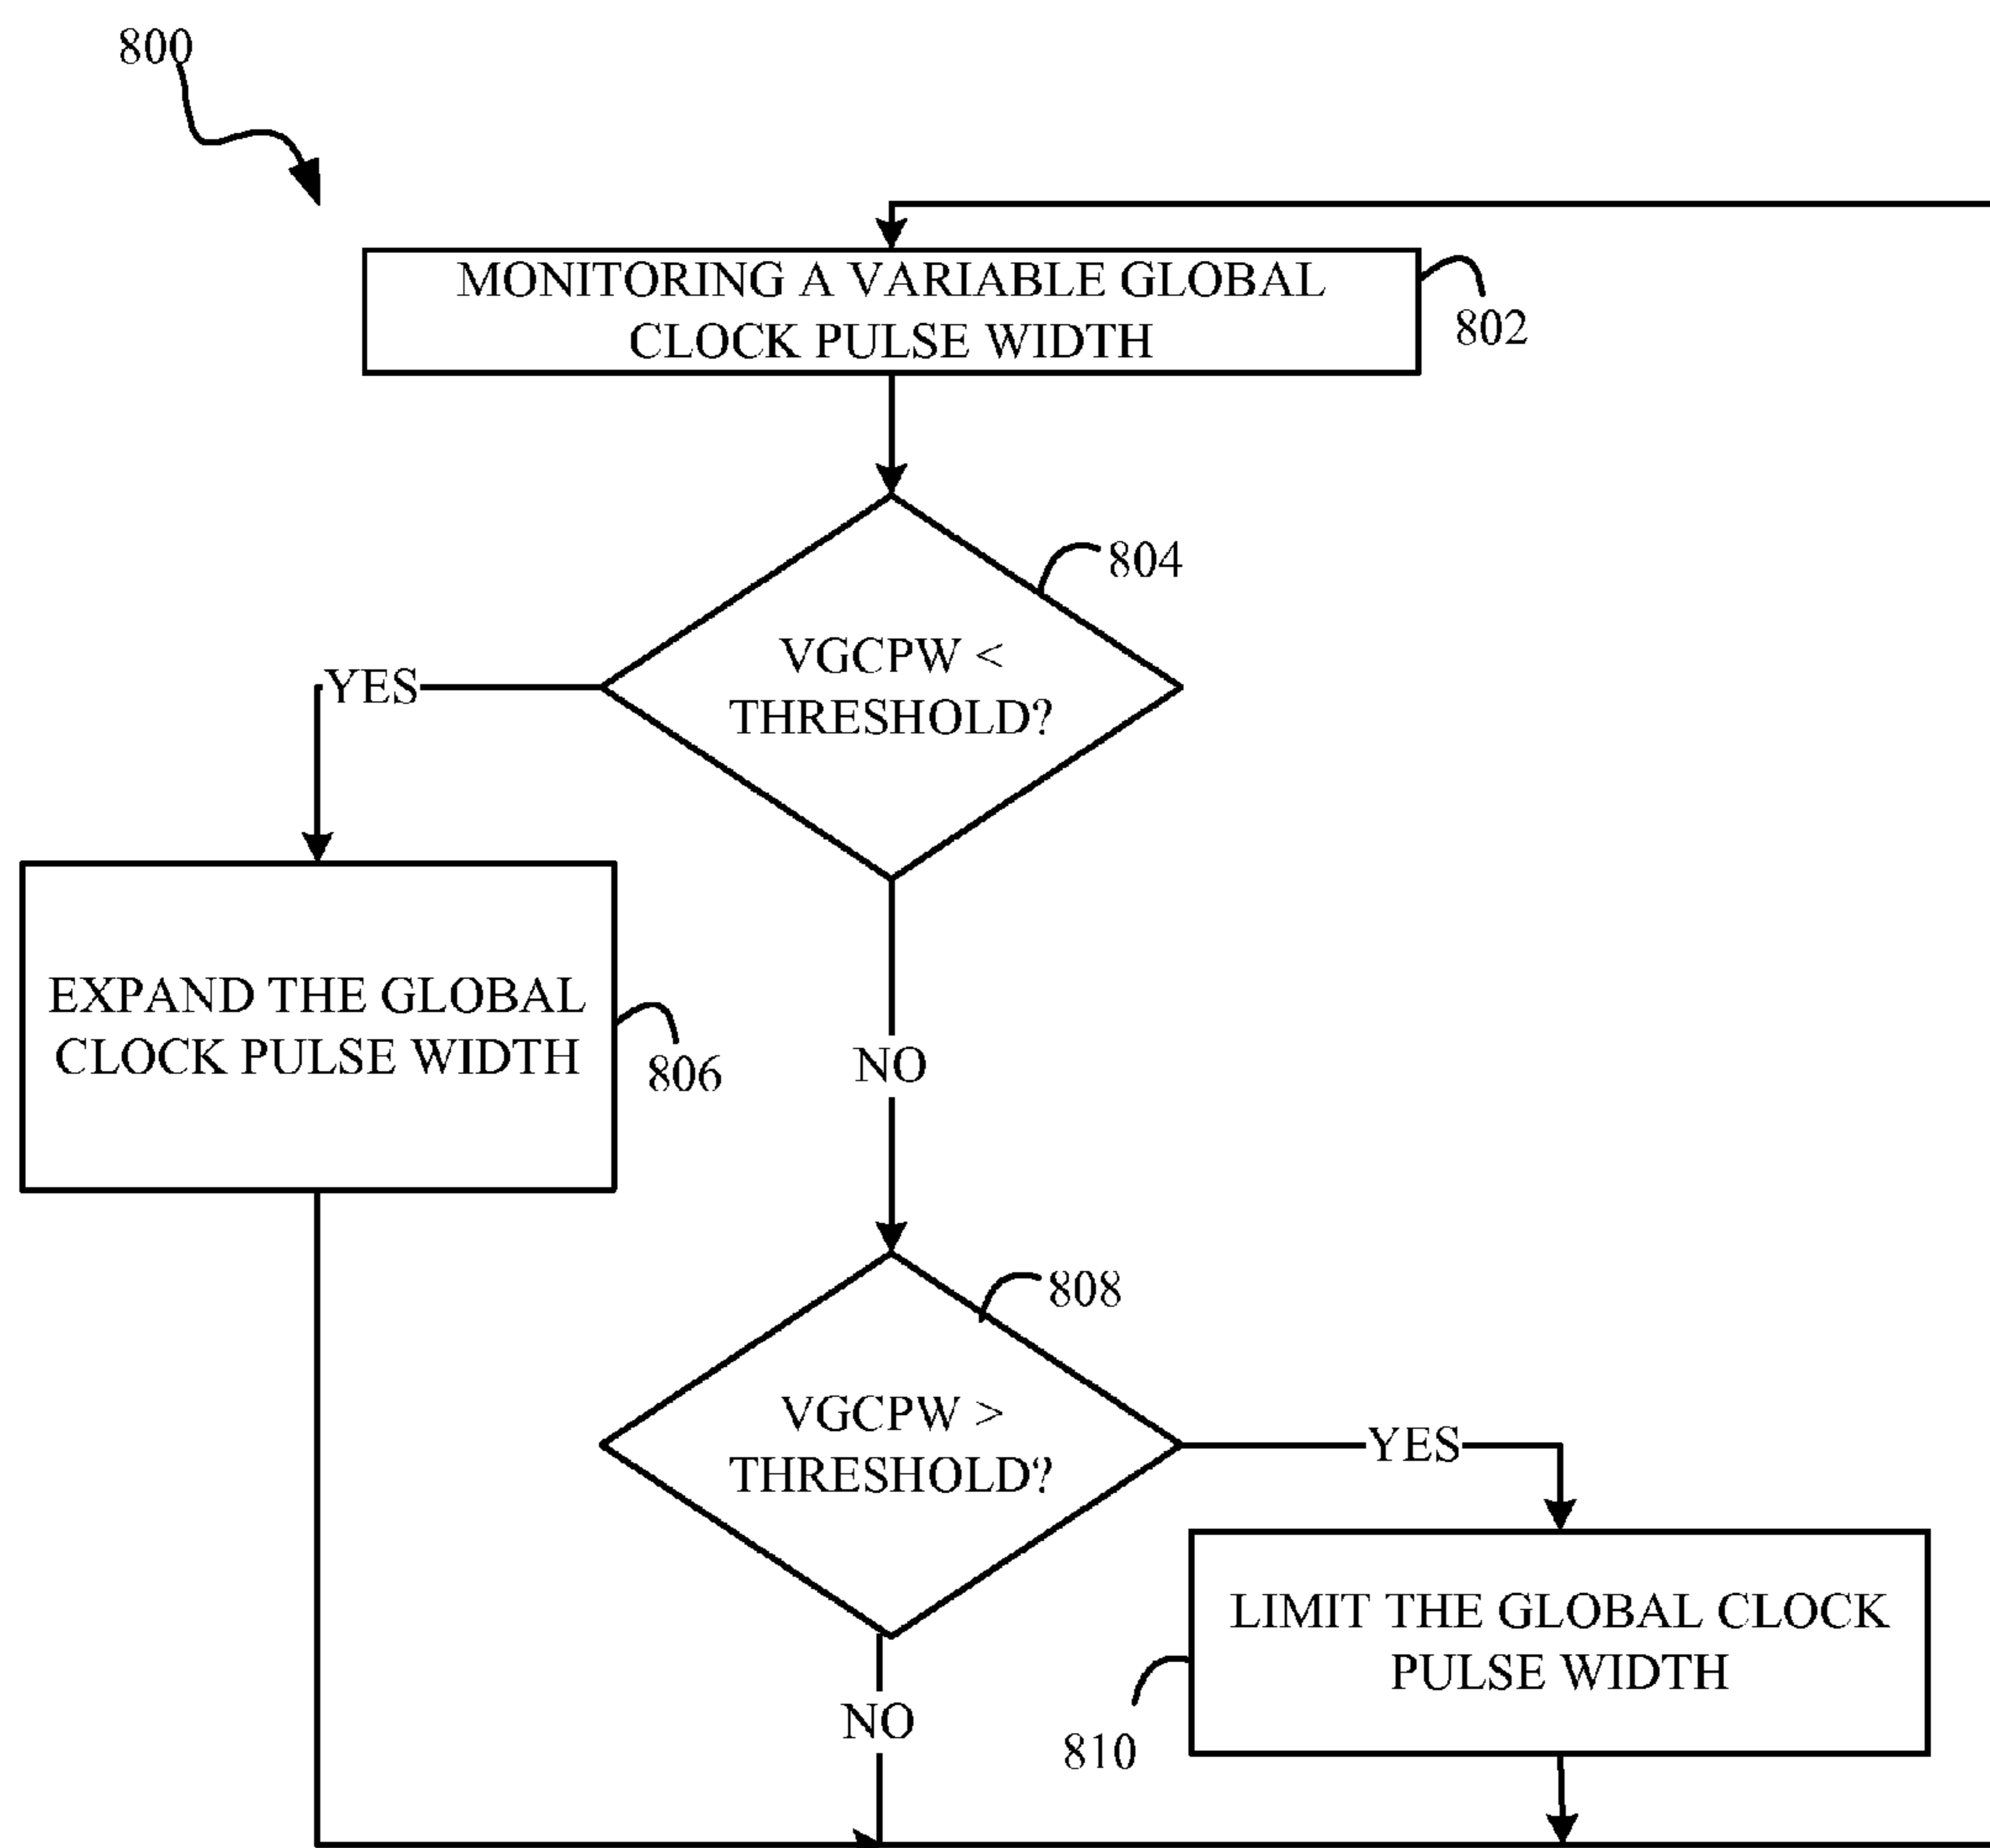 800
MONITORING A VARIABLE GLOBAL
CLOCK PULSE WIDTH
802
804
VGCPW <
THRESHOLD?
YES
EXPAND THE GLOBAL
CLOCK PULSE WIDTH
806
NO
808
VGCPW >
THRESHOLD?
YES
LIMIT THE GLOBAL CLOCK
PULSE WIDTH
810
NO